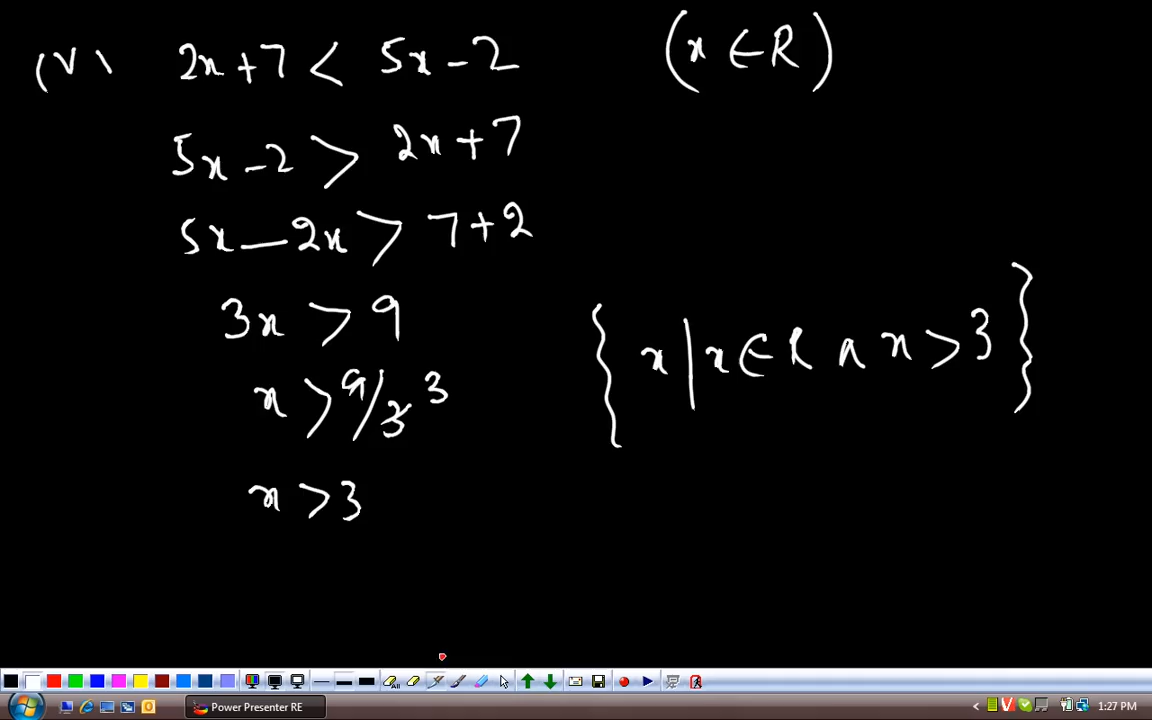 (V) 2x + 7 < 5x - 2 (x ∈ R)
5x - 2 > 2x + 7
5x - 2x > 7 + 2
3x > 9
{ x | x ∈ R ∧ x > 3 }
x > 9/3 3
x > 3
All
Power Presenter RE
1:27 PM